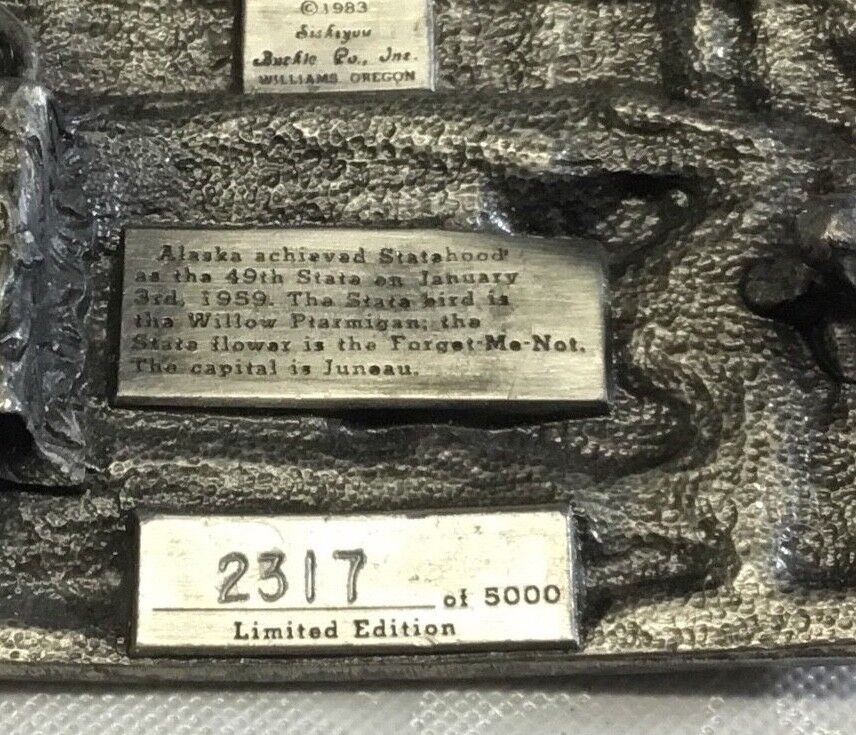 ©1983
Siskiyou
Buckle Co., Inc.
WILLIAMS OREGON
Alaska achieved Statehood
as the 49th State on January
3rd, 1959. The State bird is
the Willow Ptarmigan; the
State flower is the Forget-Me-Not.
The capital is Juneau.
2317 of 5000
Limited Edition